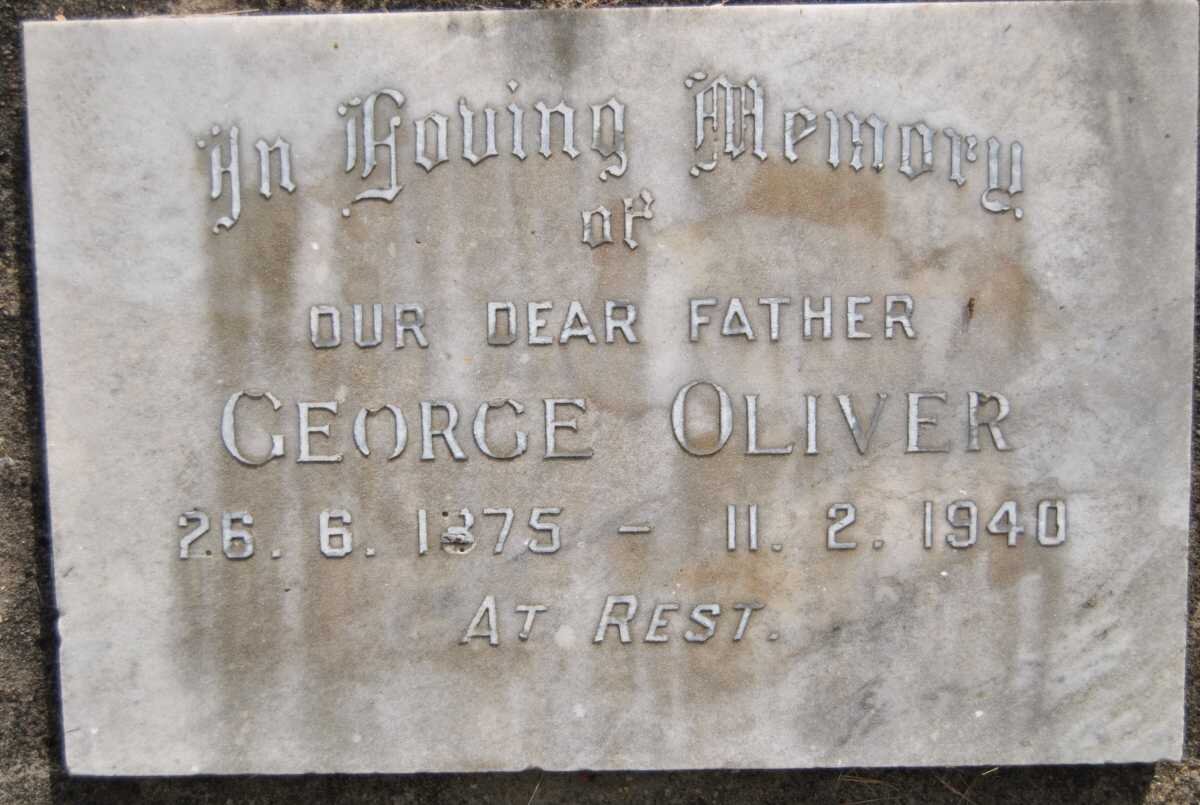 In Loving Memory
of
OUR DEAR FATHER
GEORGE OLIVER
26. 6. 1875 – 11. 2. 1940
AT REST.